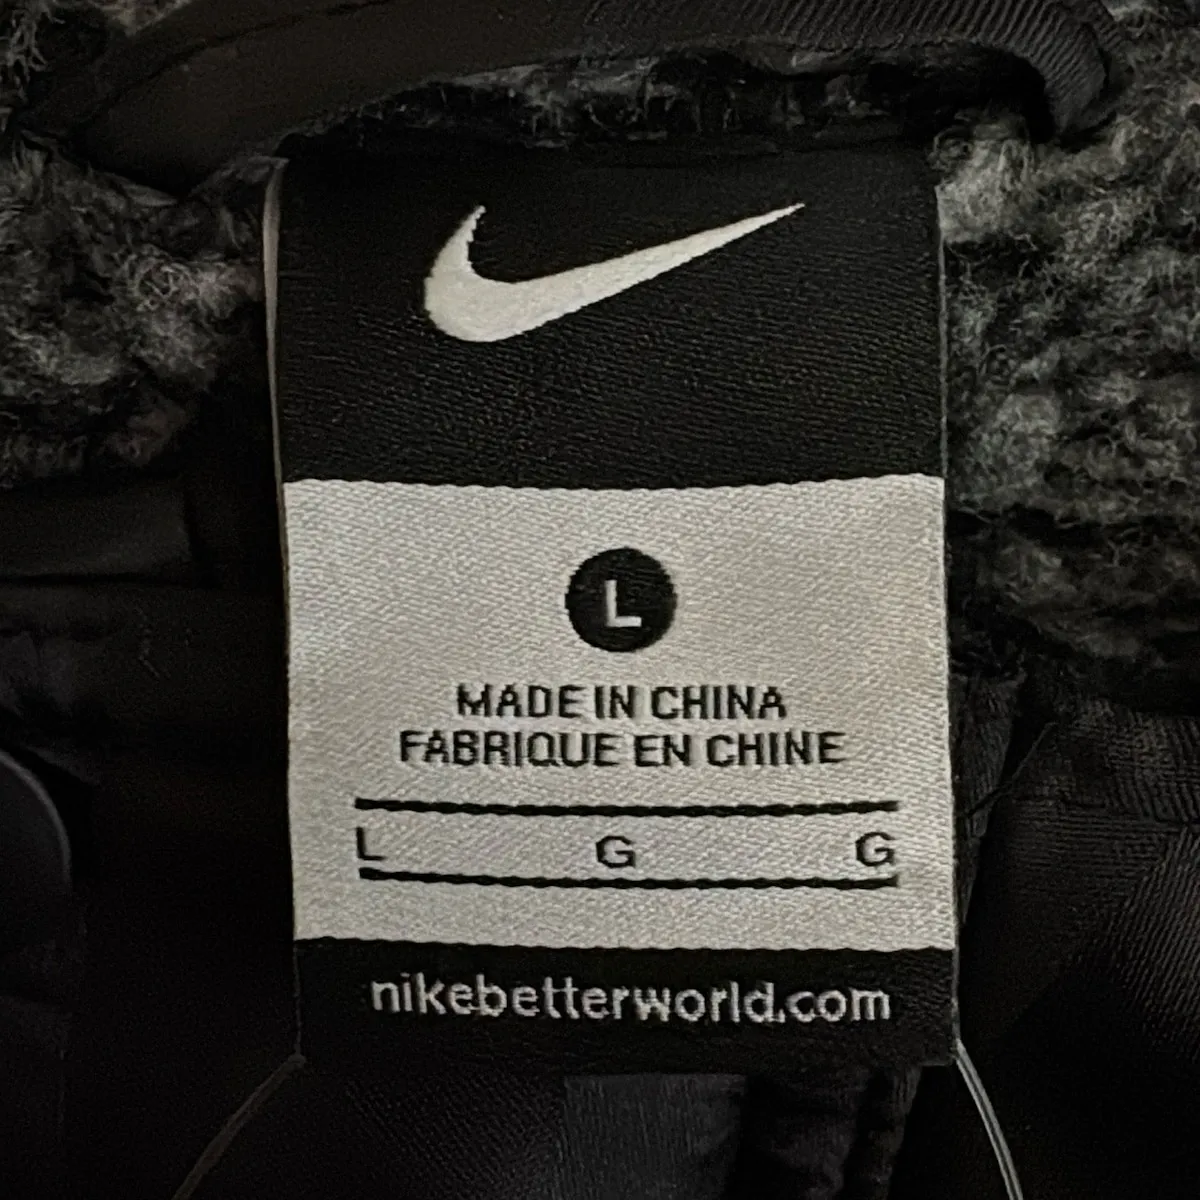 L
MADE IN CHINA
FABRIQUE EN CHINE
L G G
nikebetterworld.com